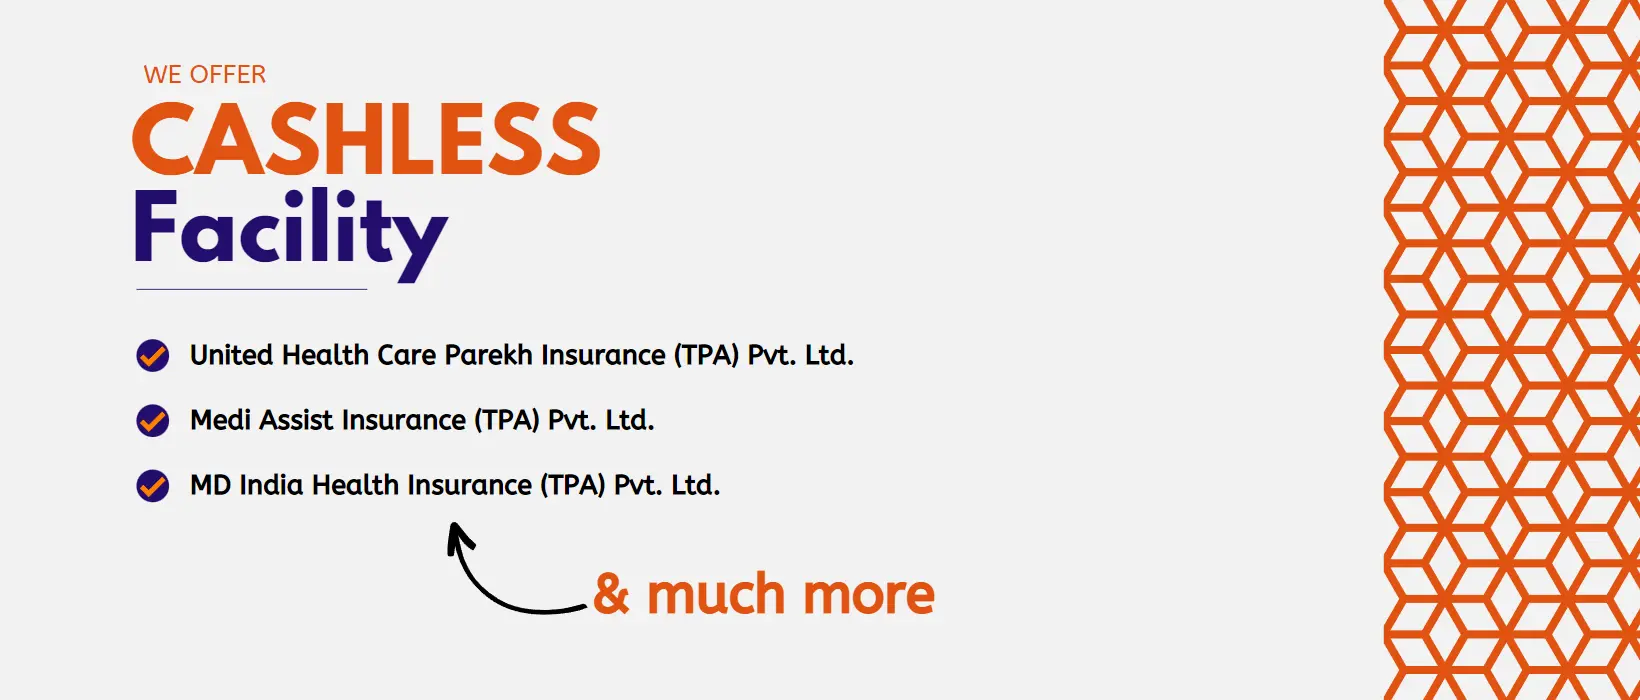 WE OFFER
CASHLESS
Facility
United Health Care Parekh Insurance (TPA) Pvt. Ltd.
Medi Assist Insurance (TPA) Pvt. Ltd.
MD India Health Insurance (TPA) Pvt. Ltd.
& much more